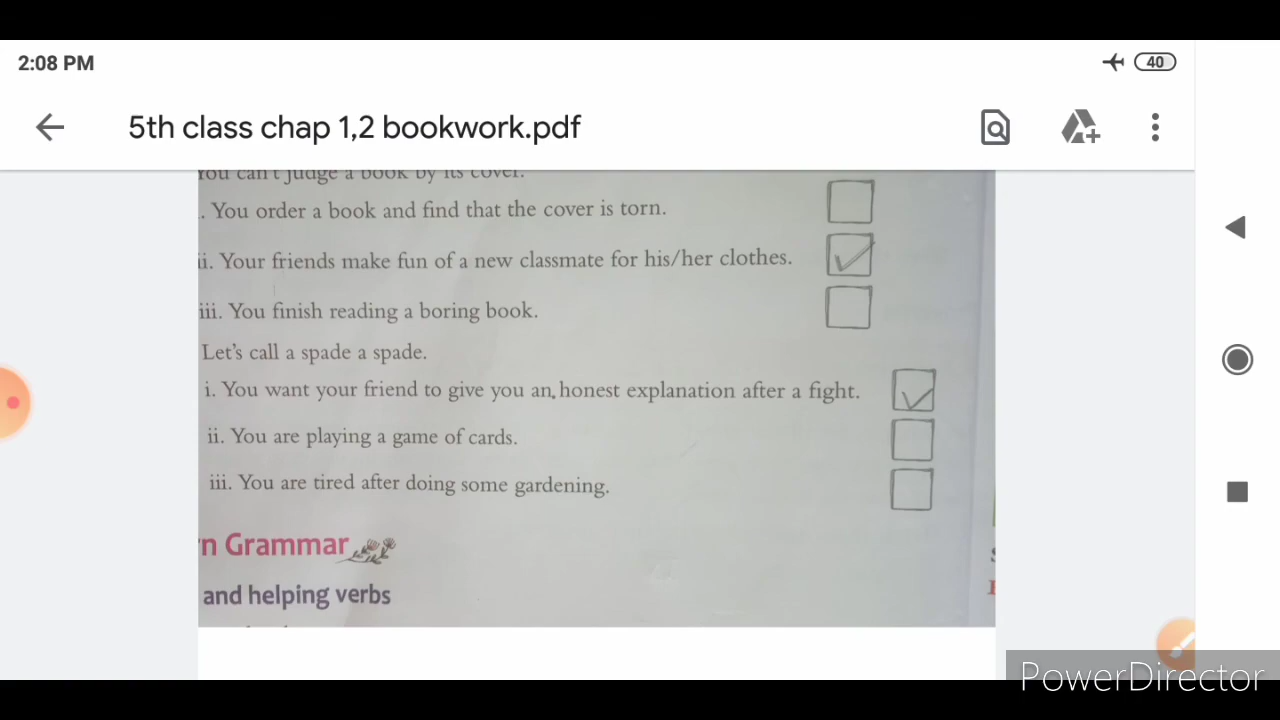 2:08 PM
40
5th class chap 1,2 bookwork.pdf
You can't judge a book by its cover.
. You order a book and find that the cover is torn.
ii. Your friends make fun of a new classmate for his/her clothes.
iii. You finish reading a boring book.
Let's call a spade a spade.
i. You want your friend to give you an honest explanation after a fight.
ii. You are playing a game of cards.
iii. You are tired after doing some gardening.
n Grammar
and helping verbs
PowerDirector